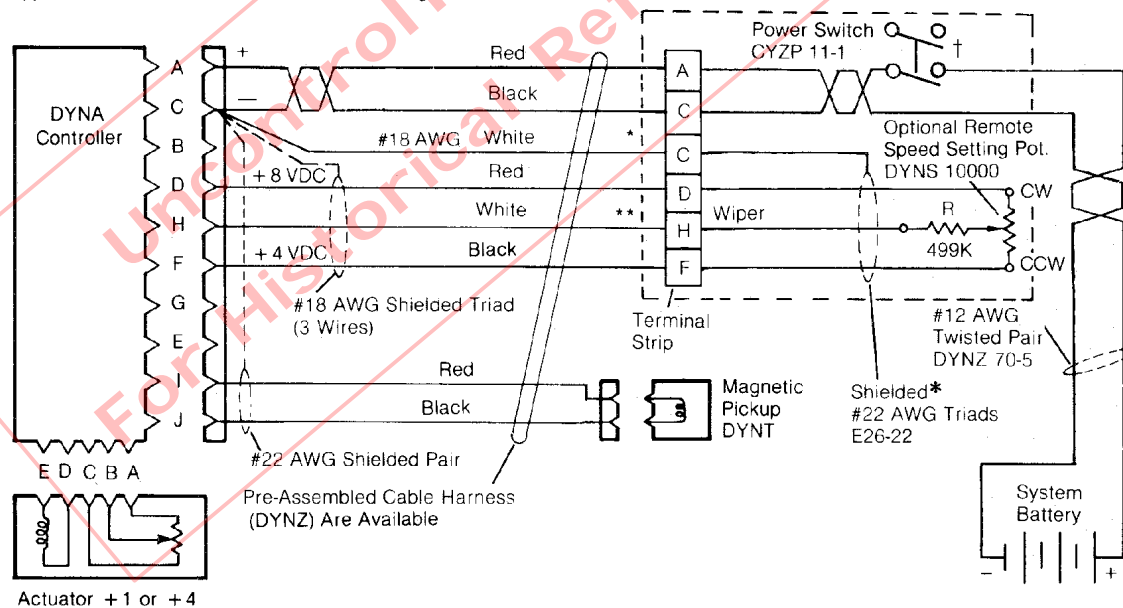 Power Switch
CYZP 11-1
†
DYNA
Controller
A
C
B
D
H
F
G
E
I
J
+
—
Red
Black
#18 AWG White
*
+ 8 VDC
Red
White
**
+ 4 VDC
Black
#18 AWG Shielded Triad
(3 Wires)
A
C
C
D
H
F
Wiper
Terminal
Strip
Optional Remote
Speed Setting Pot.
DYNS 10000
CW
R
499K
CCW
#12 AWG
Twisted Pair
DYNZ 70-5
Red
Black
Magnetic
Pickup
DYNT
Shielded*
#22 AWG Triads
E26-22
#22 AWG Shielded Pair
Pre-Assembled Cable Harness
(DYNZ) Are Available
E D C B A
System
Battery
-
+
Actuator + 1 or + 4
Uncontrol
For Historical Re